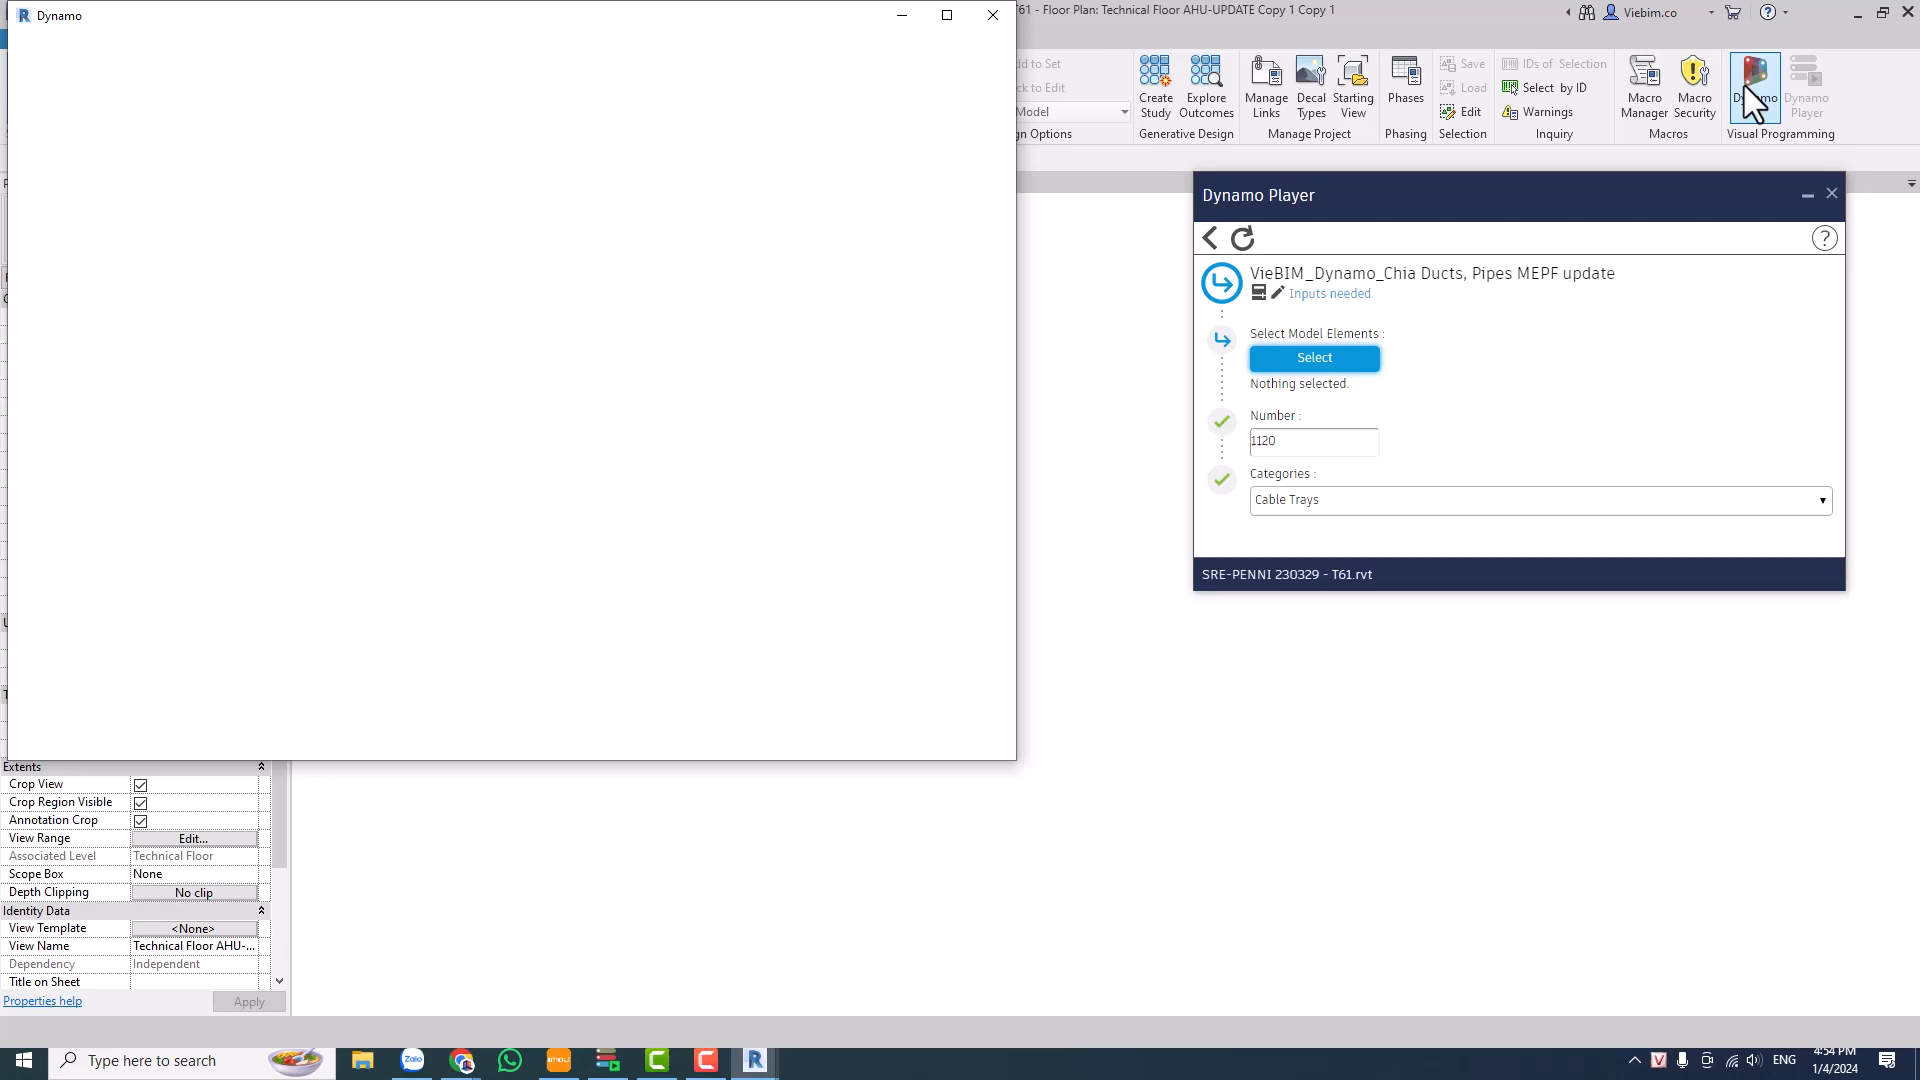 Dynamo
T61 - Floor Plan: Technical Floor AHU-UPDATE Copy 1 Copy 1
Viebim.co
dd to Set
ck to Edit
Model
gn Options
Create Study
Explore Outcomes
Generative Design
Manage Links
Decal Types
Starting View
Manage Project
Phases
Phasing
Save
Load
Edit
Selection
IDs of Selection
Select by ID
Warnings
Inquiry
Macro Manager
Macro Security
Macros
Dynamo Player
Visual Programming
Dynamo Player
VieBIM_Dynamo_Chia Ducts, Pipes MEPF update
Inputs needed
Select Model Elements :
Select
Nothing selected.
Number :
1120
Categories :
Cable Trays
SRE-PENNI 230329 - T61.rvt
Extents
Crop View
Crop Region Visible
Annotation Crop
View Range Edit...
Associated Level Technical Floor
Scope Box None
Depth Clipping No clip
Identity Data
View Template <None>
View Name Technical Floor AHU-...
Dependency Independent
Title on Sheet
Properties help Apply
Type here to search
Zalo
ENG
4:54 PM
1/4/2024